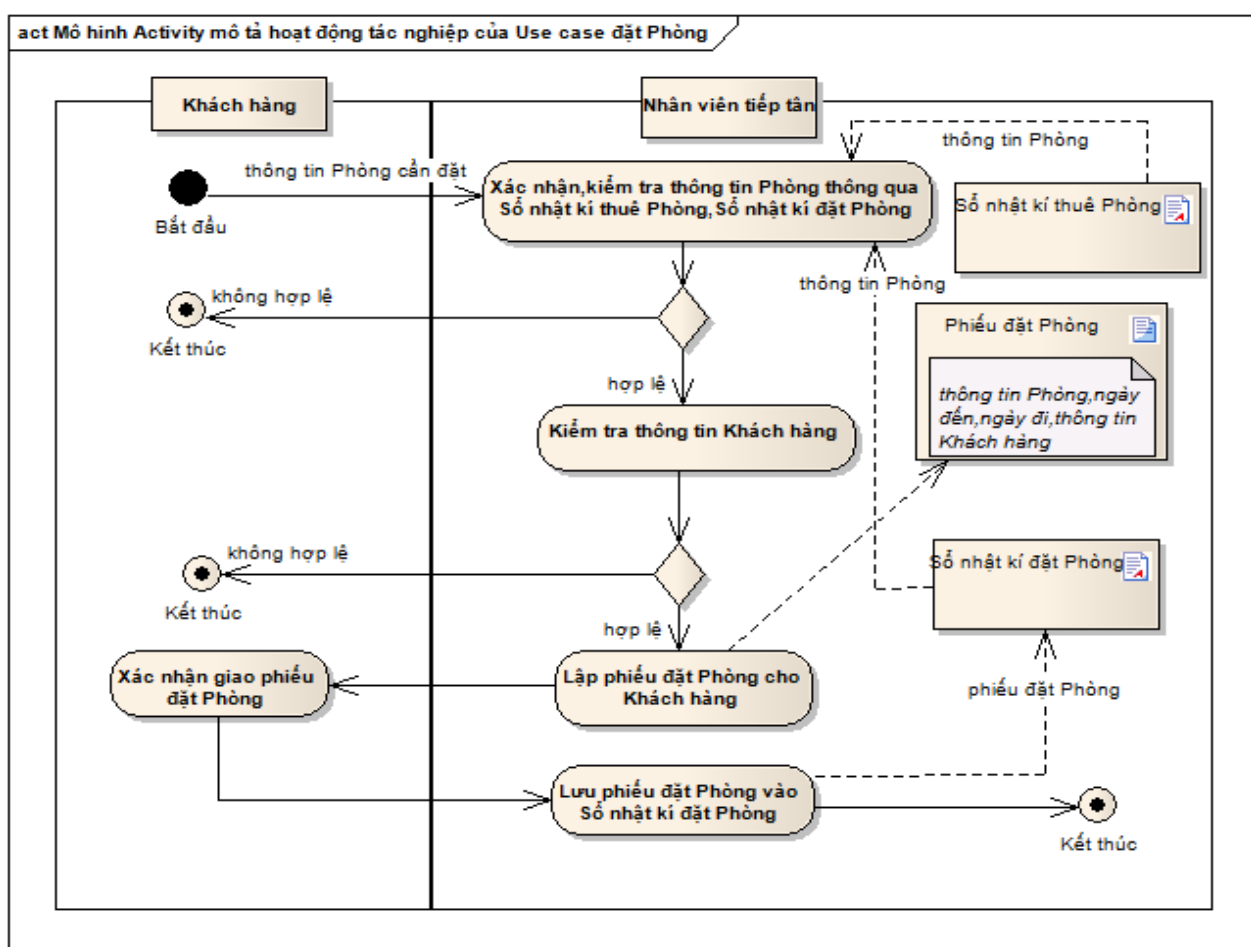 act Mô hình Activity mô tả hoạt động tác nghiệp của Use case đặt Phòng
Khách hàng
Nhân viên tiếp tân
thông tin Phòng
thông tin Phòng cần đặt
Bắt đầu
Xác nhận,kiểm tra thông tin Phòng thông qua
Sổ nhật kí thuê Phòng,Sổ nhật kí đặt Phòng
Sổ nhật kí thuê Phòng
thông tin Phòng
không hợp lệ
Kết thúc
Phiếu đặt Phòng
thông tin Phòng,ngày
đến,ngày đi,thông tin
Khách hàng
hợp lệ
Kiểm tra thông tin Khách hàng
không hợp lệ
Kết thúc
Sổ nhật kí đặt Phòng
hợp lệ
Xác nhận giao phiếu
đặt Phòng
Lập phiếu đặt Phòng cho
Khách hàng
phiếu đặt Phòng
Lưu phiếu đặt Phòng vào
Sổ nhật kí đặt Phòng
Kết thúc